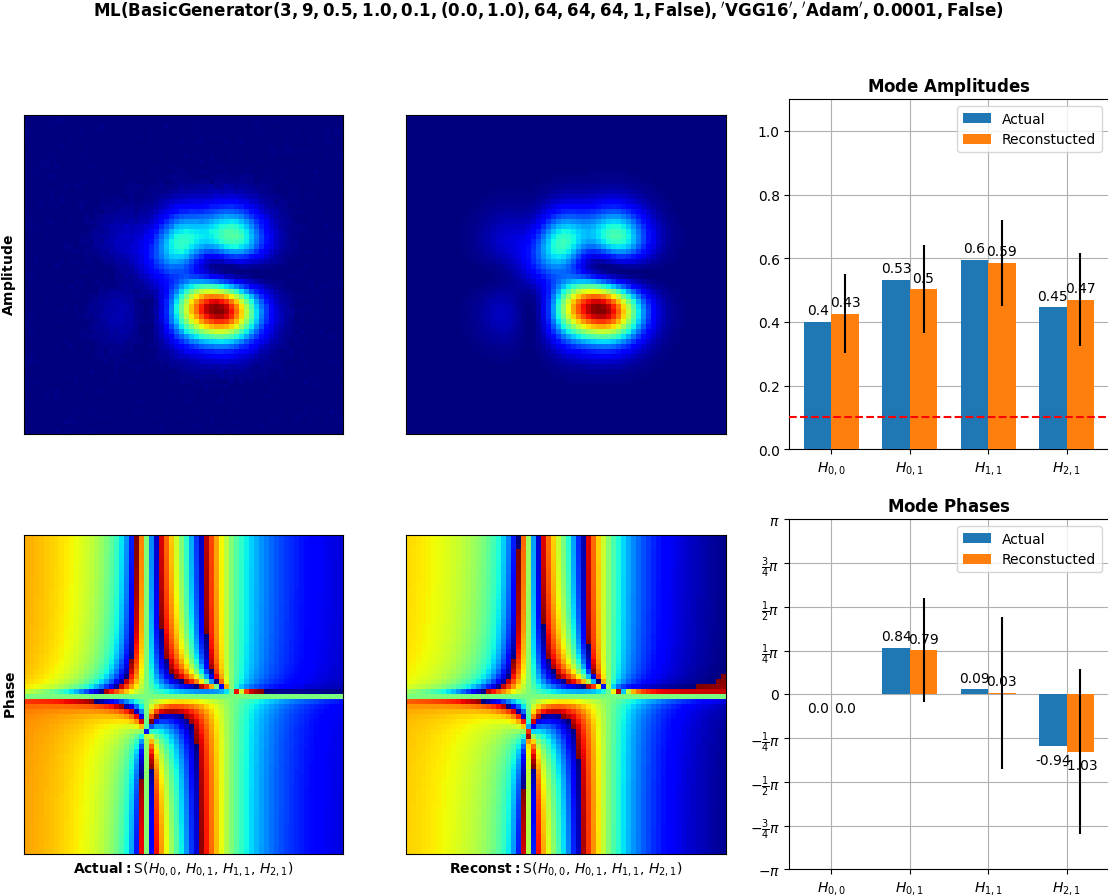 ML(BasicGenerator(3, 9, 0.5, 1.0, 0.1, (0.0, 1.0), 64, 64, 64, 1, False), ′VGG16′, ′Adam′, 0.0001, False)
Amplitude
Mode Amplitudes
Actual
Reconstucted
1.0
0.8
0.6
0.4
0.2
0.0
0.4
0.43
0.53
0.5
0.6
0.59
0.45
0.47
H0,0
H0,1
H1,1
H2,1
Phase
Actual: S(H0,0, H0,1, H1,1, H2,1)
Reconst: S(H0,0, H0,1, H1,1, H2,1)
Mode Phases
Actual
Reconstucted
π
3/4π
1/2π
1/4π
0
−1/4π
−1/2π
−3/4π
−π
0.0
0.0
0.84
0.79
0.09
0.03
-0.94
-1.03
H0,0
H0,1
H1,1
H2,1